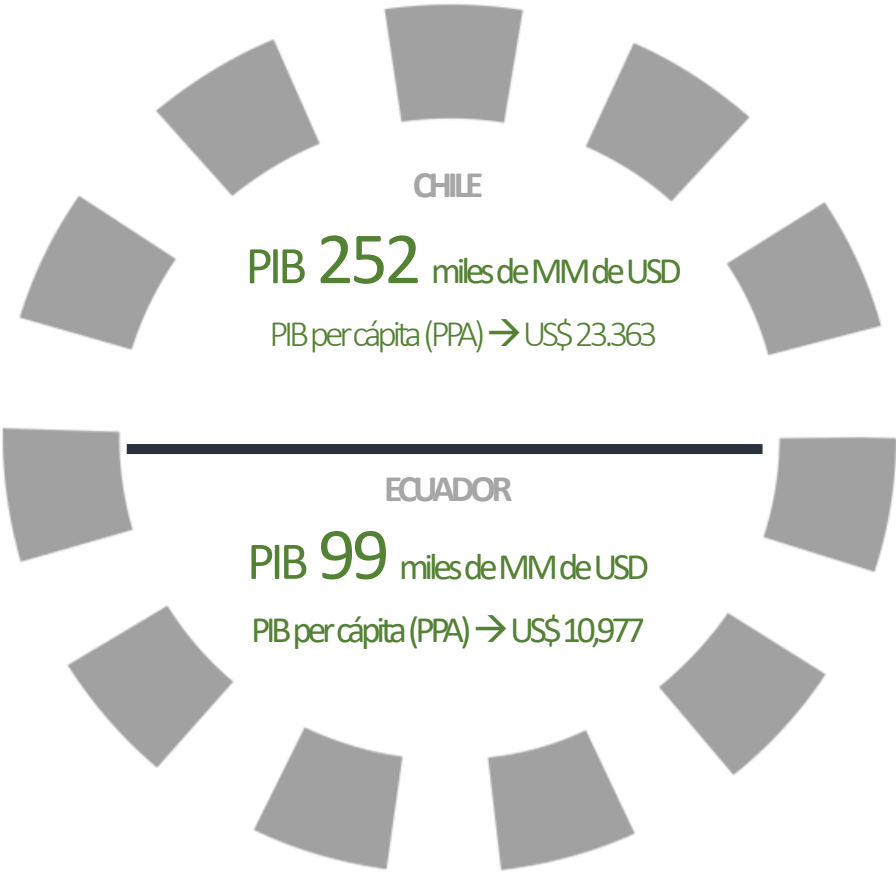 CHILE
PIB 252 miles de MM de USD
PIB per cápita (PPA) → US$ 23.363
ECUADOR
PIB 99 miles de MM de USD
PIB per cápita (PPA) → US$ 10,977